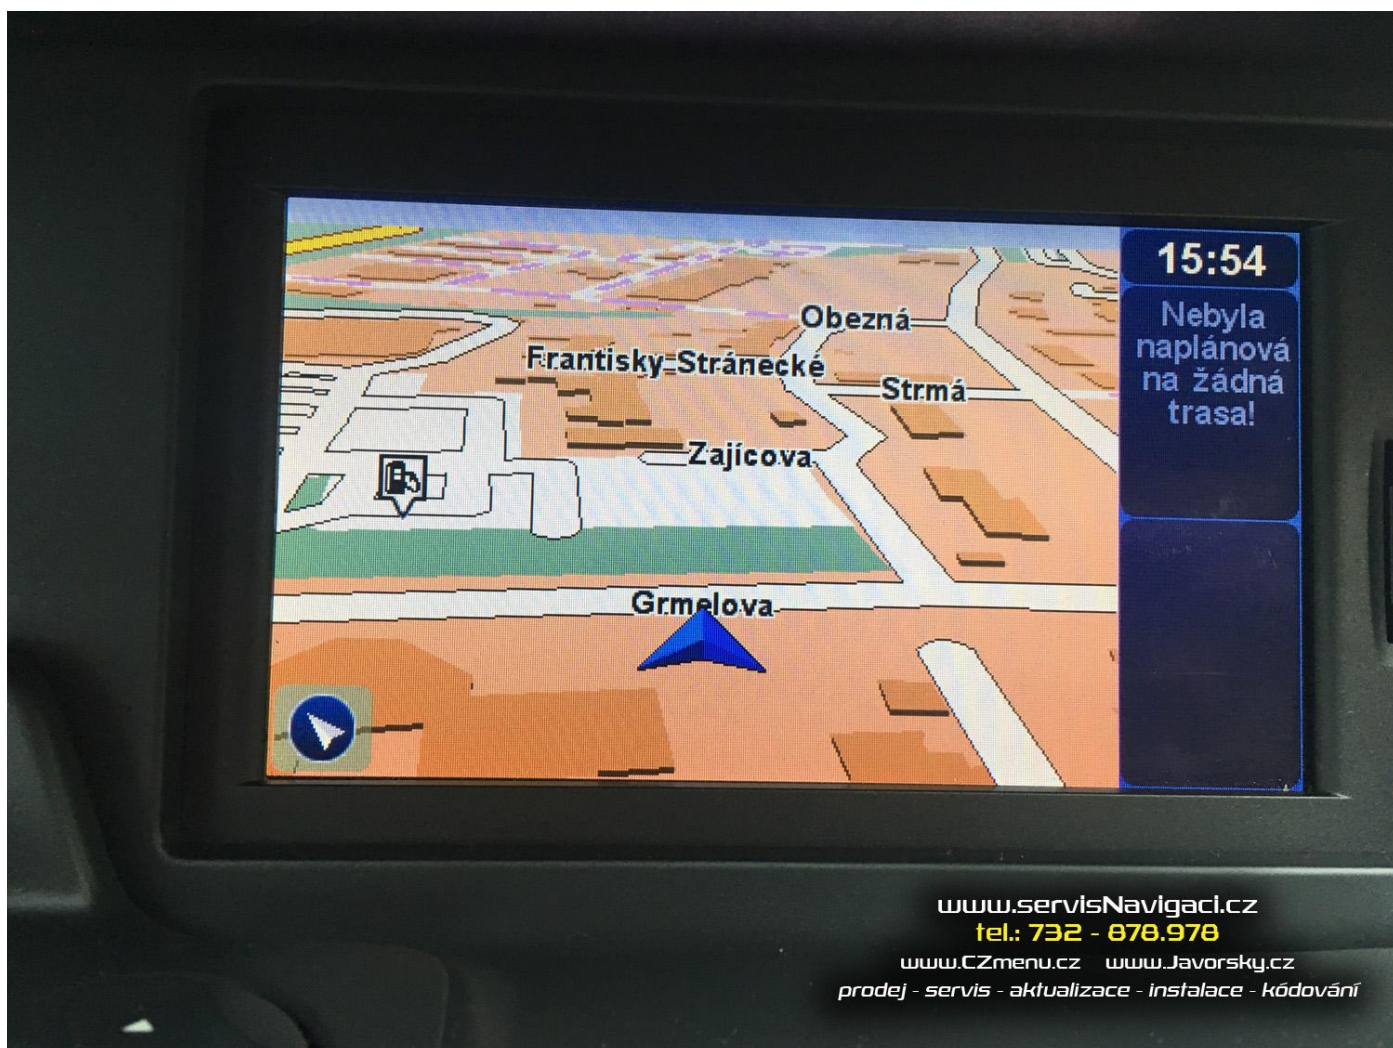 15:54
Nebyla
naplánová
na žádná
trasa!
Obezná
Frantisky Stránecké
Strmá
Zajícova
Grmelova
www.servisNavigaci.cz
tel.: 732 - 878.978
www.CZmenu.cz www.Javorsky.cz
prodej - servis - aktualizace - instalace - kódování